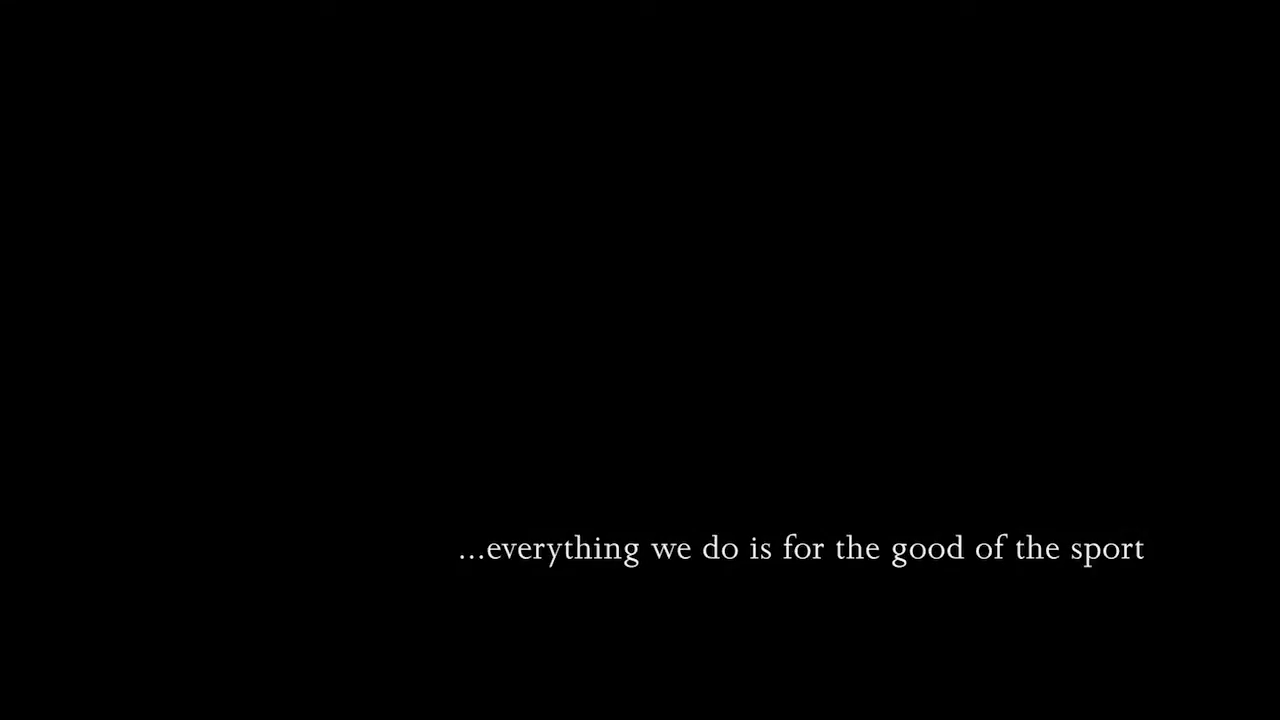 ...everything we do is for the good of the sport